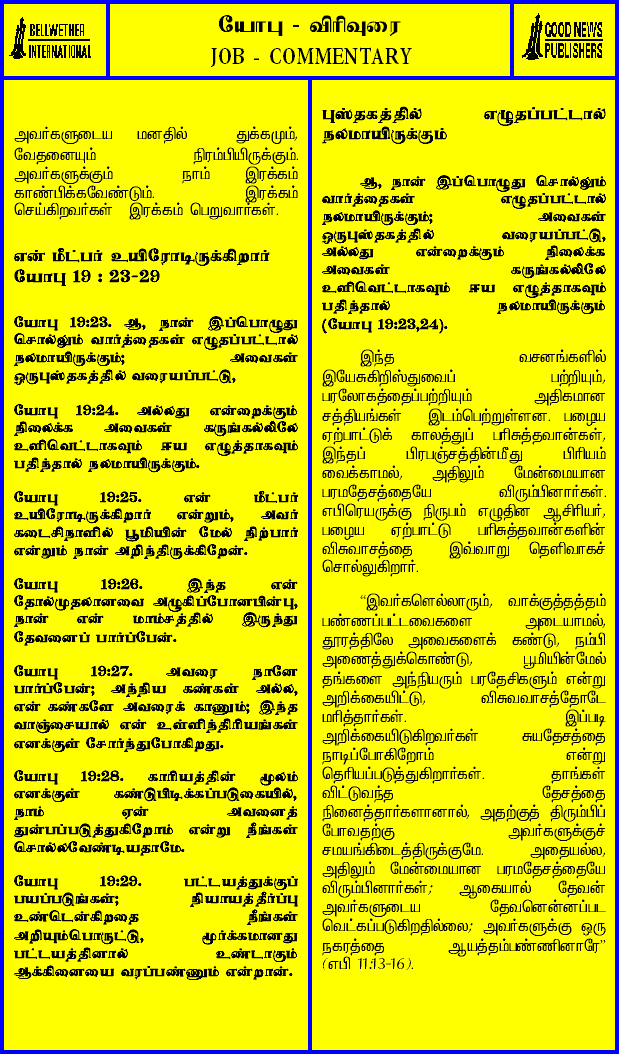 BELLWETHER
INTERNATIONAL
யோபு - விரிவுரை
JOB - COMMENTARY
GOOD NEWS
PUBLISHERS
அவர்களுடைய மனதில் துக்கமும்,
வேதனையும் நிரம்பியிருக்கும்.
அவர்களுக்கும் நாம் இரக்கம்
காண்பிக்கவேண்டும். இரக்கம்
செய்கிறவர்கள் இரக்கம் பெறுவார்கள்.
என் மீட்பர் உயிரோடிருக்கிறார்
யோபு 19 : 23-29
யோபு 19:23. ஆ, நான் இப்பொழுது
சொல்லும் வார்த்தைகள் எழுதப்பட்டால்
நலமாயிருக்கும்; அவைகள்
ஒருபுஸ்தகத்தில் வரையப்பட்டு,
யோபு 19:24. அல்லது என்றைக்கும்
நிலைக்க அவைகள் கருங்கல்லிலே
உளிவெட்டாகவும் ஈய எழுத்தாகவும்
பதிந்தால் நலமாயிருக்கும்.
யோபு 19:25. என் மீட்பர்
உயிரோடிருக்கிறார் என்றும், அவர்
கடைசிநாளில் பூமியின் மேல் நிற்பார்
என்றும் நான் அறிந்திருக்கிறேன்.
யோபு 19:26. இந்த என்
தோல்முதலானவை அழுகிப்போனபின்பு,
நான் என் மாம்சத்தில் இருந்து
தேவனைப் பார்ப்பேன்.
யோபு 19:27. அவரை நானே
பார்ப்பேன்; அந்நிய கண்கள் அல்ல,
என் கண்களே அவரைக் காணும்; இந்த
வாஞ்சையால் என் உள்ளிந்திரியங்கள்
எனக்குள் சோர்ந்துபோகிறது.
யோபு 19:28. காரியத்தின் மூலம்
எனக்குள் கண்டுபிடிக்கப்படுகையில்,
நாம் ஏன் அவனைத்
துன்பப்படுத்துகிறோம் என்று நீங்கள்
சொல்லவேண்டியதாமே.
யோபு 19:29. பட்டயத்துக்குப்
பயப்படுங்கள்; நியாயத்தீர்ப்பு
உண்டென்கிறதை நீங்கள்
அறியும்பொருட்டு, மூர்க்கமானது
பட்டயத்தினால் உண்டாகும்
ஆக்கினையை வரப்பண்ணும் என்றான்.
புஸ்தகத்தில் எழுதப்பட்டால்
நலமாயிருக்கும்
ஆ, நான் இப்பொழுது சொல்லும்
வார்த்தைகள் எழுதப்பட்டால்
நலமாயிருக்கும்; அவைகள்
ஒருபுஸ்தகத்தில் வரையப்பட்டு,
அல்லது என்றைக்கும் நிலைக்க
அவைகள் கருங்கல்லிலே
உளிவெட்டாகவும் ஈய எழுத்தாகவும்
பதிந்தால் நலமாயிருக்கும்
(யோபு 19:23,24).
இந்த வசனங்களில்
இயேசுகிறிஸ்துவைப் பற்றியும்,
பரலோகத்தைப்பற்றியும் அதிகமான
சத்தியங்கள் இடம்பெற்றுள்ளன. பழைய
ஏற்பாட்டுக் காலத்துப் பரிசுத்தவான்கள்,
இந்தப் பிரபஞ்சத்தின்மீது பிரியம்
வைக்காமல், அதிலும் மேன்மையான
பரமதேசத்தையே விரும்பினார்கள்.
எபிரெயருக்கு நிருபம் எழுதின ஆசிரியர்,
பழைய ஏற்பாட்டு பரிசுத்தவான்களின்
விசுவாசத்தை இவ்வாறு தெளிவாகச்
சொல்லுகிறார்.
“இவர்களெல்லாரும், வாக்குத்தத்தம்
பண்ணப்பட்டவைகளை அடையாமல்,
தூரத்திலே அவைகளைக் கண்டு, நம்பி
அணைத்துக்கொண்டு, பூமியின்மேல்
தங்களை அந்நியரும் பரதேசிகளும் என்று
அறிக்கையிட்டு, விசுவவாசத்தோடே
மரித்தார்கள். இப்படி
அறிக்கையிடுகிறவர்கள் சுயதேசத்தை
நாடிப்போகிறோம் என்று
தெரியப்படுத்துகிறார்கள். தாங்கள்
விட்டுவந்த தேசத்தை
நினைத்தார்களானால், அதற்குத் திரும்பிப்
போவதற்கு அவர்களுக்குச்
சமயங்கிடைத்திருக்குமே. அதையல்ல,
அதிலும் மேன்மையான பரமதேசத்தையே
விரும்பினார்கள்; ஆகையால் தேவன்
அவர்களுடைய தேவனென்னப்பட
வெட்கப்படுகிறதில்லை; அவர்களுக்கு ஒரு
நகரத்தை ஆயத்தம்பண்ணினாரே”
(எபி 11:13-16).